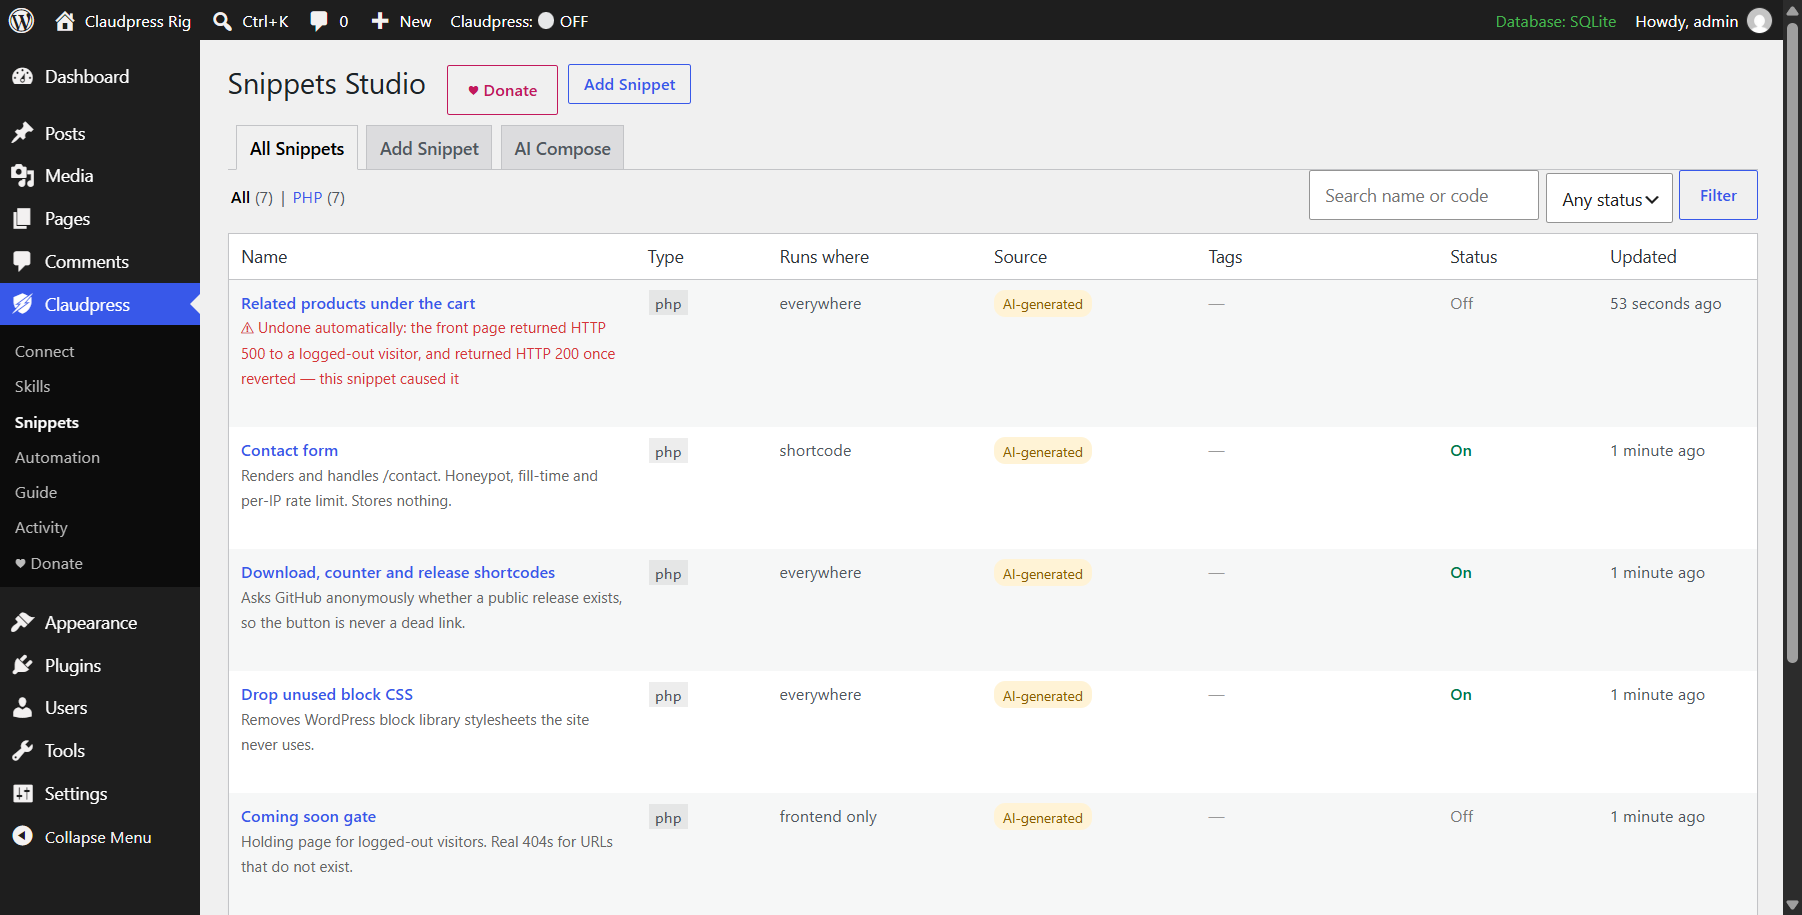 Claudpress Rig Ctrl+K 0 New Claudpress: OFF Database: SQLite Howdy, admin
Dashboard
Posts
Media
Pages
Comments
Claudpress
Connect
Skills
Snippets
Automation
Guide
Activity
♥ Donate
Appearance
Plugins
Users
Tools
Settings
Collapse Menu
Snippets Studio ♥ Donate Add Snippet
All Snippets Add Snippet AI Compose
All (7) | PHP (7) Search name or code Any status Filter
Name Type Runs where Source Tags Status Updated
Related products under the cart php everywhere AI-generated — Off 53 seconds ago
⚠ Undone automatically: the front page returned HTTP
500 to a logged-out visitor, and returned HTTP 200 once
reverted — this snippet caused it
Contact form php shortcode AI-generated — On 1 minute ago
Renders and handles /contact. Honeypot, fill-time and
per-IP rate limit. Stores nothing.
Download, counter and release shortcodes php everywhere AI-generated — On 1 minute ago
Asks GitHub anonymously whether a public release exists,
so the button is never a dead link.
Drop unused block CSS php everywhere AI-generated — On 1 minute ago
Removes WordPress block library stylesheets the site
never uses.
Coming soon gate php frontend only AI-generated — Off 1 minute ago
Holding page for logged-out visitors. Real 404s for URLs
that do not exist.